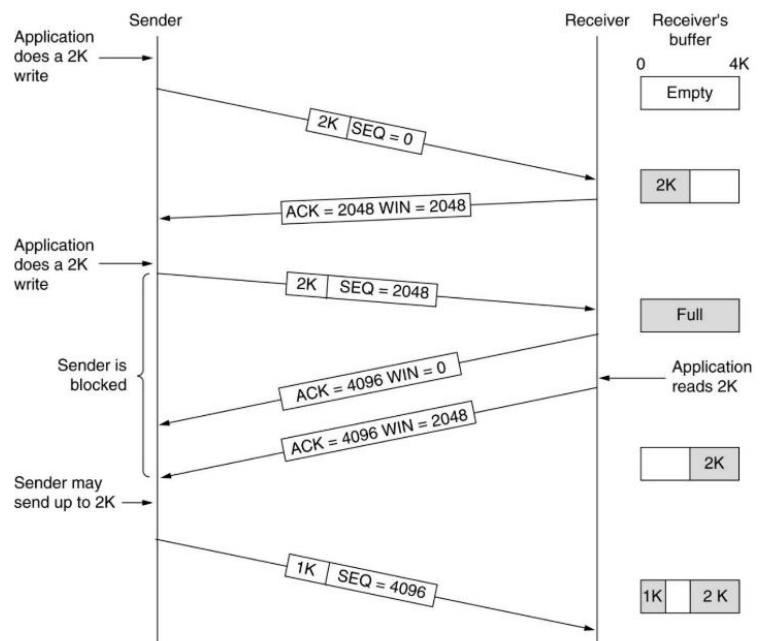 Sender
Receiver
Receiver's
buffer
Application
does a 2K
write
0 4K
Empty
2K SEQ = 0
2K
ACK = 2048 WIN = 2048
Application
does a 2K
write
2K SEQ = 2048
Full
Sender is
blocked
ACK = 4096 WIN = 0
Application
reads 2K
ACK = 4096 WIN = 2048
2K
Sender may
send up to 2K
1K SEQ = 4096
1K 2 K